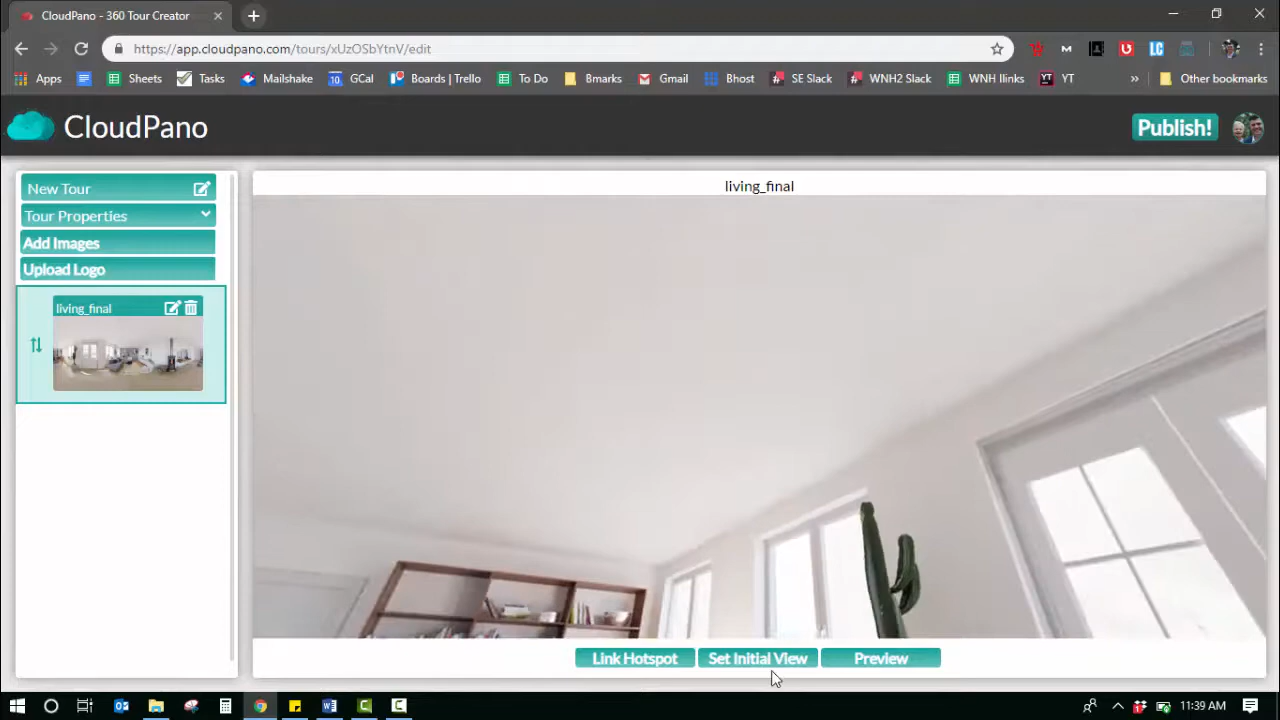 CloudPano - 360 Tour Creator
https://app.cloudpano.com/tours/xUzOSbYtnV/edit
Apps Sheets Tasks Mailshake GCal Boards | Trello To Do Bmarks Gmail Bhost SE Slack WNH2 Slack WNH llinks YT YT » Other bookmarks
CloudPano
Publish!
New Tour
Tour Properties
Add Images
Upload Logo
living_final
living_final
Link Hotspot
Set Initial View
Preview
11:39 AM